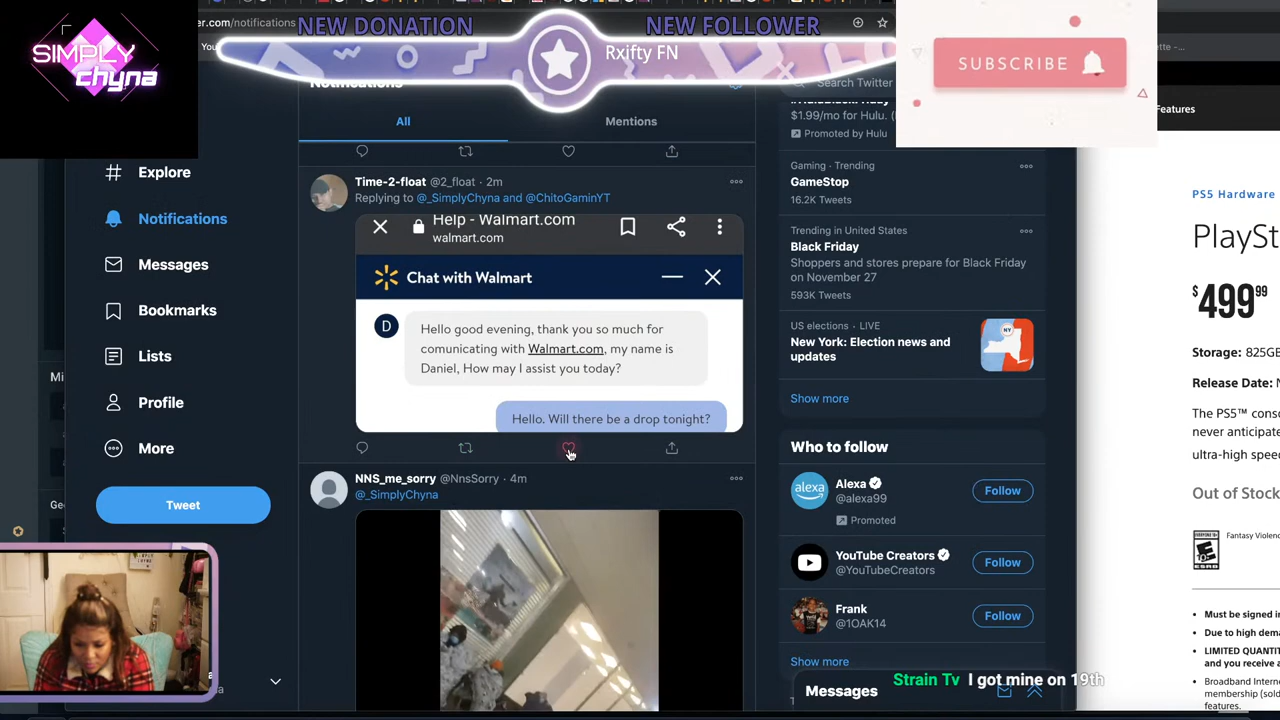 er.com/notifications
NEW DONATION
NEW FOLLOWER
Rxifty FN
SIMPLY
chyna
SUBSCRIBE
Search Twitter
Features
Notifications
All
Mentions
Explore
Notifications
Messages
Bookmarks
Lists
Profile
More
Tweet
Time-2-float @2_float · 2m
Replying to @_SimplyChyna and @ChitoGaminYT
Help - Walmart.com
walmart.com
Chat with Walmart
D
Hello good evening, thank you so much for
comunicating with Walmart.com, my name is
Daniel, How may I assist you today?
Hello. Will there be a drop tonight?
NNS_me_sorry @NnsSorry · 4m
@_SimplyChyna
$1.99/mo for Hulu.
Promoted by Hulu
Gaming · Trending
GameStop
16.2K Tweets
Trending in United States
Black Friday
Shoppers and stores prepare for Black Friday
on November 27
593K Tweets
US elections · LIVE
New York: Election news and
updates
NY
Show more
Who to follow
alexa
Alexa
@alexa99
Follow
Promoted
YouTube Creators
@YouTubeCreators
Follow
Frank
@1OAK14
Follow
Show more
Messages
Strain Tv I got mine on 19th
PS5 Hardware
PlaySt
$499.99
Storage: 825GB
Release Date: N
The PS5™ conso
never anticipate
ultra-high speed
Out of Stock
EVERYONE 10+
E
Fantasy Violenc
Must be signed i
Due to high dema
LIMITED QUANTIT
and you receive a
Broadband Intern
membership (sold
features.